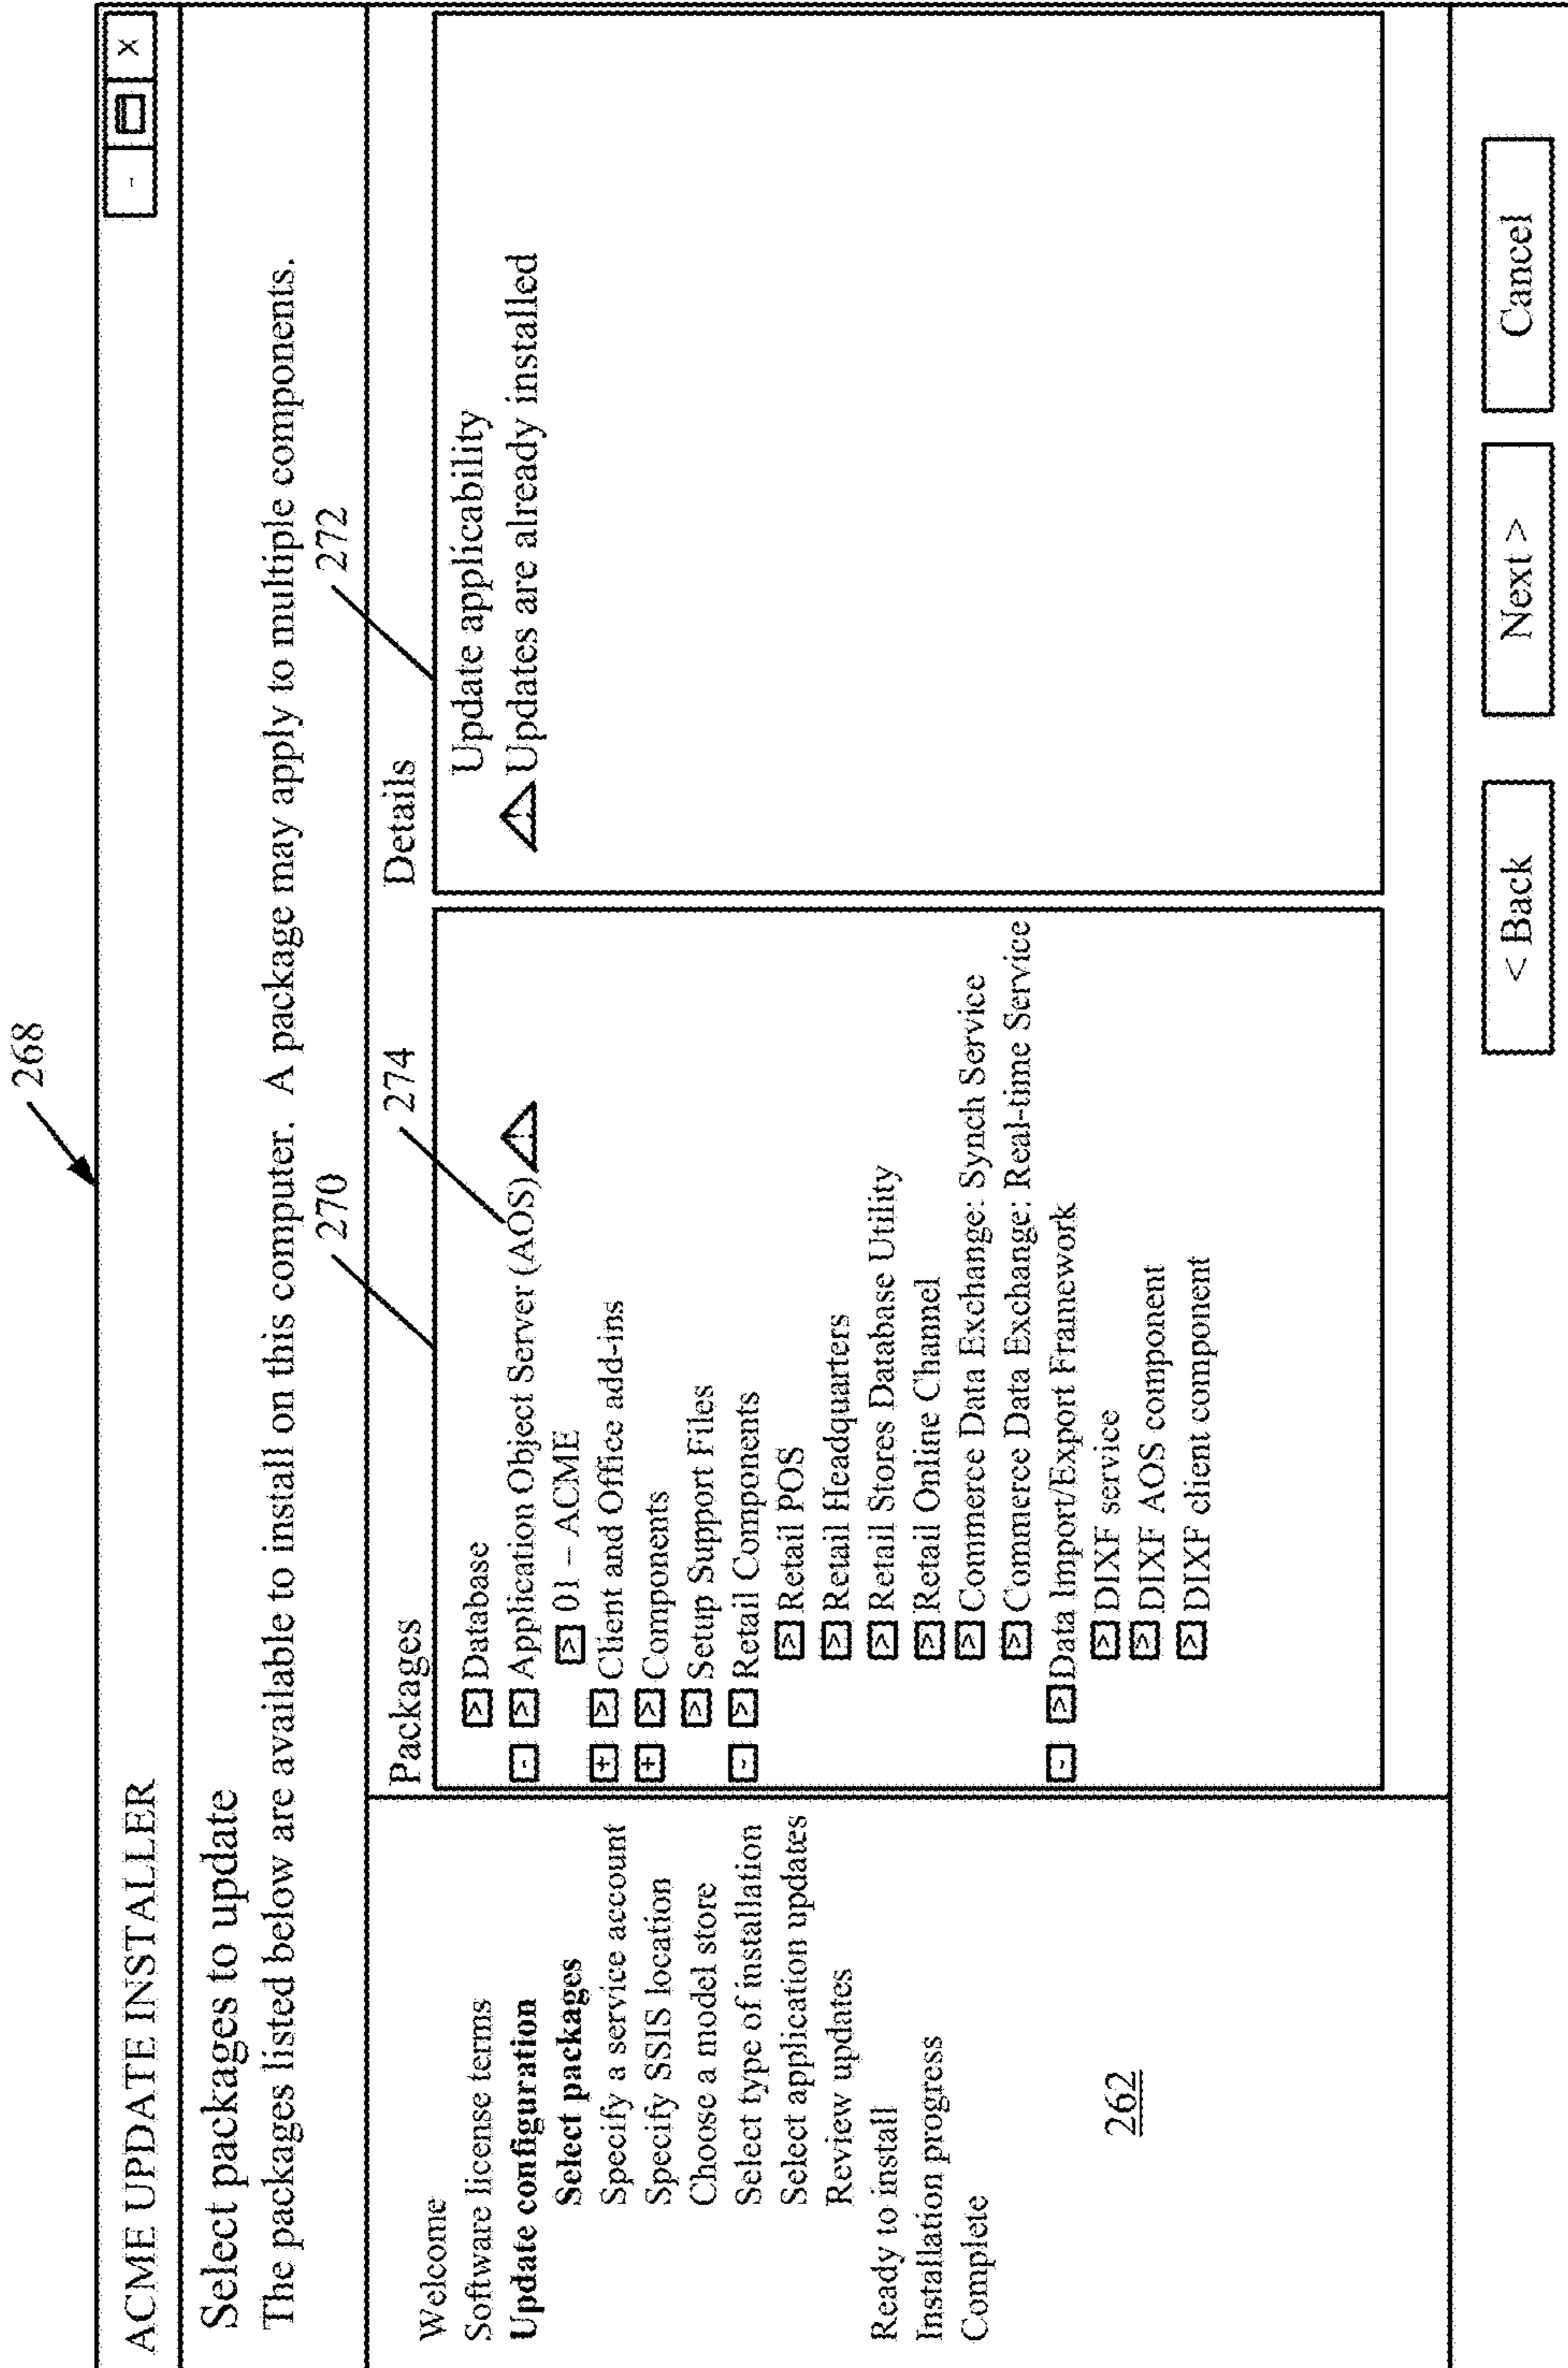 268
ACME UPDATE INSTALLER
- X
Select packages to update
The packages listed below are available to install on this computer. A package may apply to multiple components.
270
272
274
Welcome
Software license terms
Update configuration
Select packages
Specify a service account
Specify SSIS location
Choose a model store
Select type of installation
Select application updates
Review updates
Ready to install
Installation progress
Complete
262
Packages
> Database
- > Application Object Server (AOS) !
> 01 – ACME
+ > Client and Office add-ins
+ > Components
> Setup Support Files
- > Retail Components
> Retail POS
> Retail Headquarters
> Retail Stores Database Utility
> Retail Online Channel
> Commerce Data Exchange: Synch Service
> Commerce Data Exchange: Real-time Service
- > Data Import/Export Framework
> DIXF service
> DIXF AOS component
> DIXF client component
Details
Update applicability
! Updates are already installed
< Back
Next >
Cancel